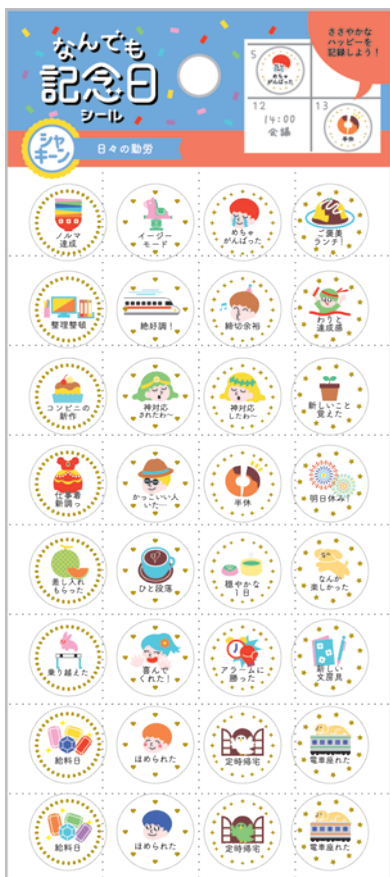 なんでも
記念日
シール
シャキーン
日々の勤労
ささやかな
ハッピーを
記録しよう！
5
めちゃ
がんばった
12
14:00
会議
13
半休
ノルマ
達成
イージー
モード
めちゃ
がんばった
ご褒美
ランチ！
整理整頓
絶好調！
締切余裕
わりと
達成感
コンビニの
新作
神対応
されたわ〜
神対応
したわ〜
新しいこと
覚えた
仕事着
新調っ
かっこいい人
いた…
半休
明日休み！
差し入れ
もらった
ひと段落
穏やかな
1日
なんか
楽しかった
乗り越えた
喜んで
くれた！
アラームに
勝った
新しい
文房具
給料日
ほめられた
定時帰宅
電車座れた
給料日
ほめられた
定時帰宅
電車座れた